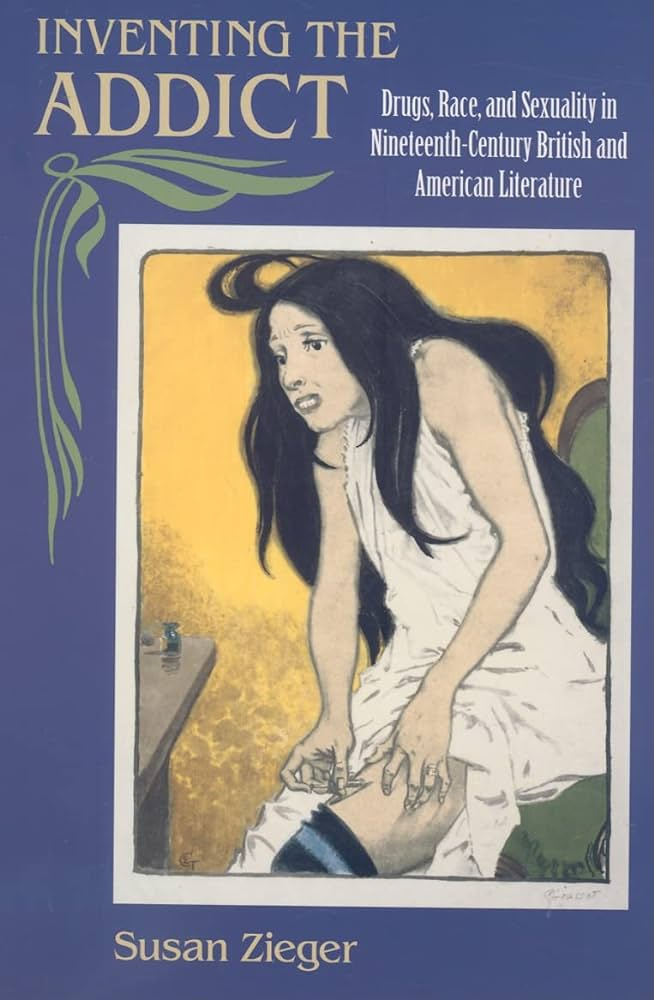 INVENTING THE
ADDICT
Drugs, Race, and Sexuality in
Nineteenth-Century British and
American Literature
Susan Zieger